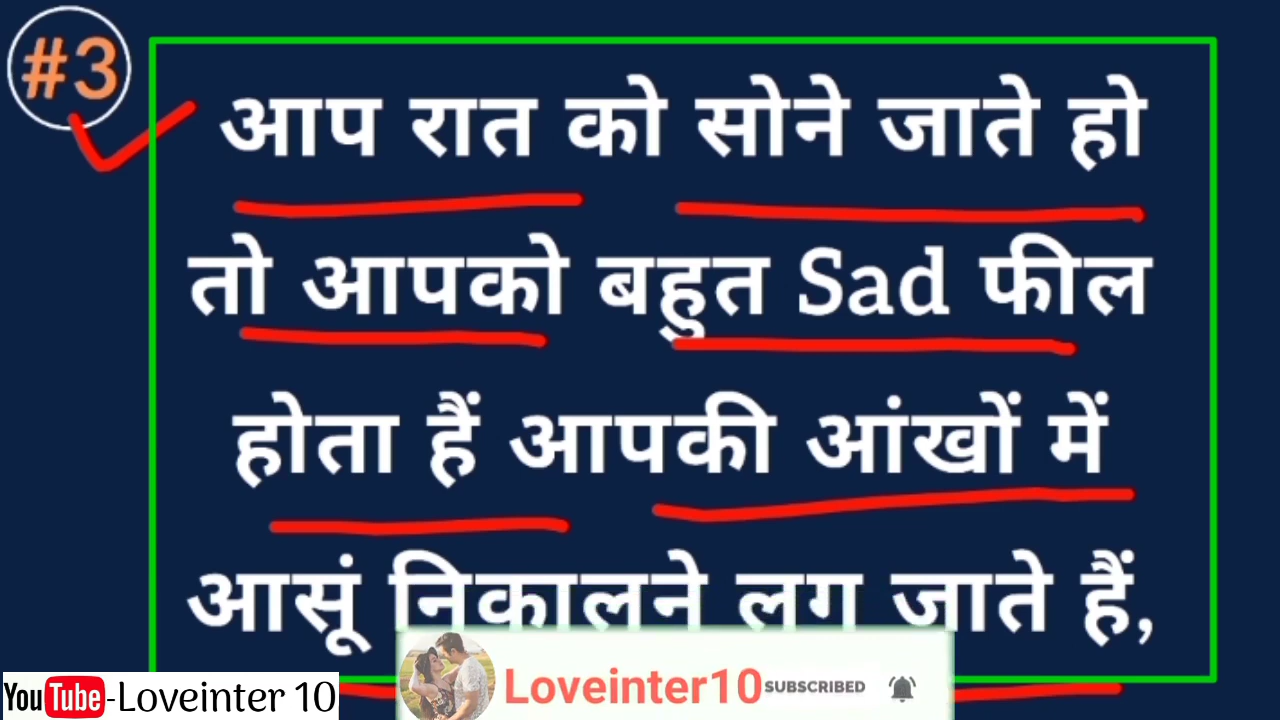 #3
आप रात को सोने जाते हो
तो आपको बहुत Sad फील
होता हैं आपकी आंखों में
आसूं निकालने लग जाते हैं,
YouTube-Loveinter 10
Loveinter10 SUBSCRIBED